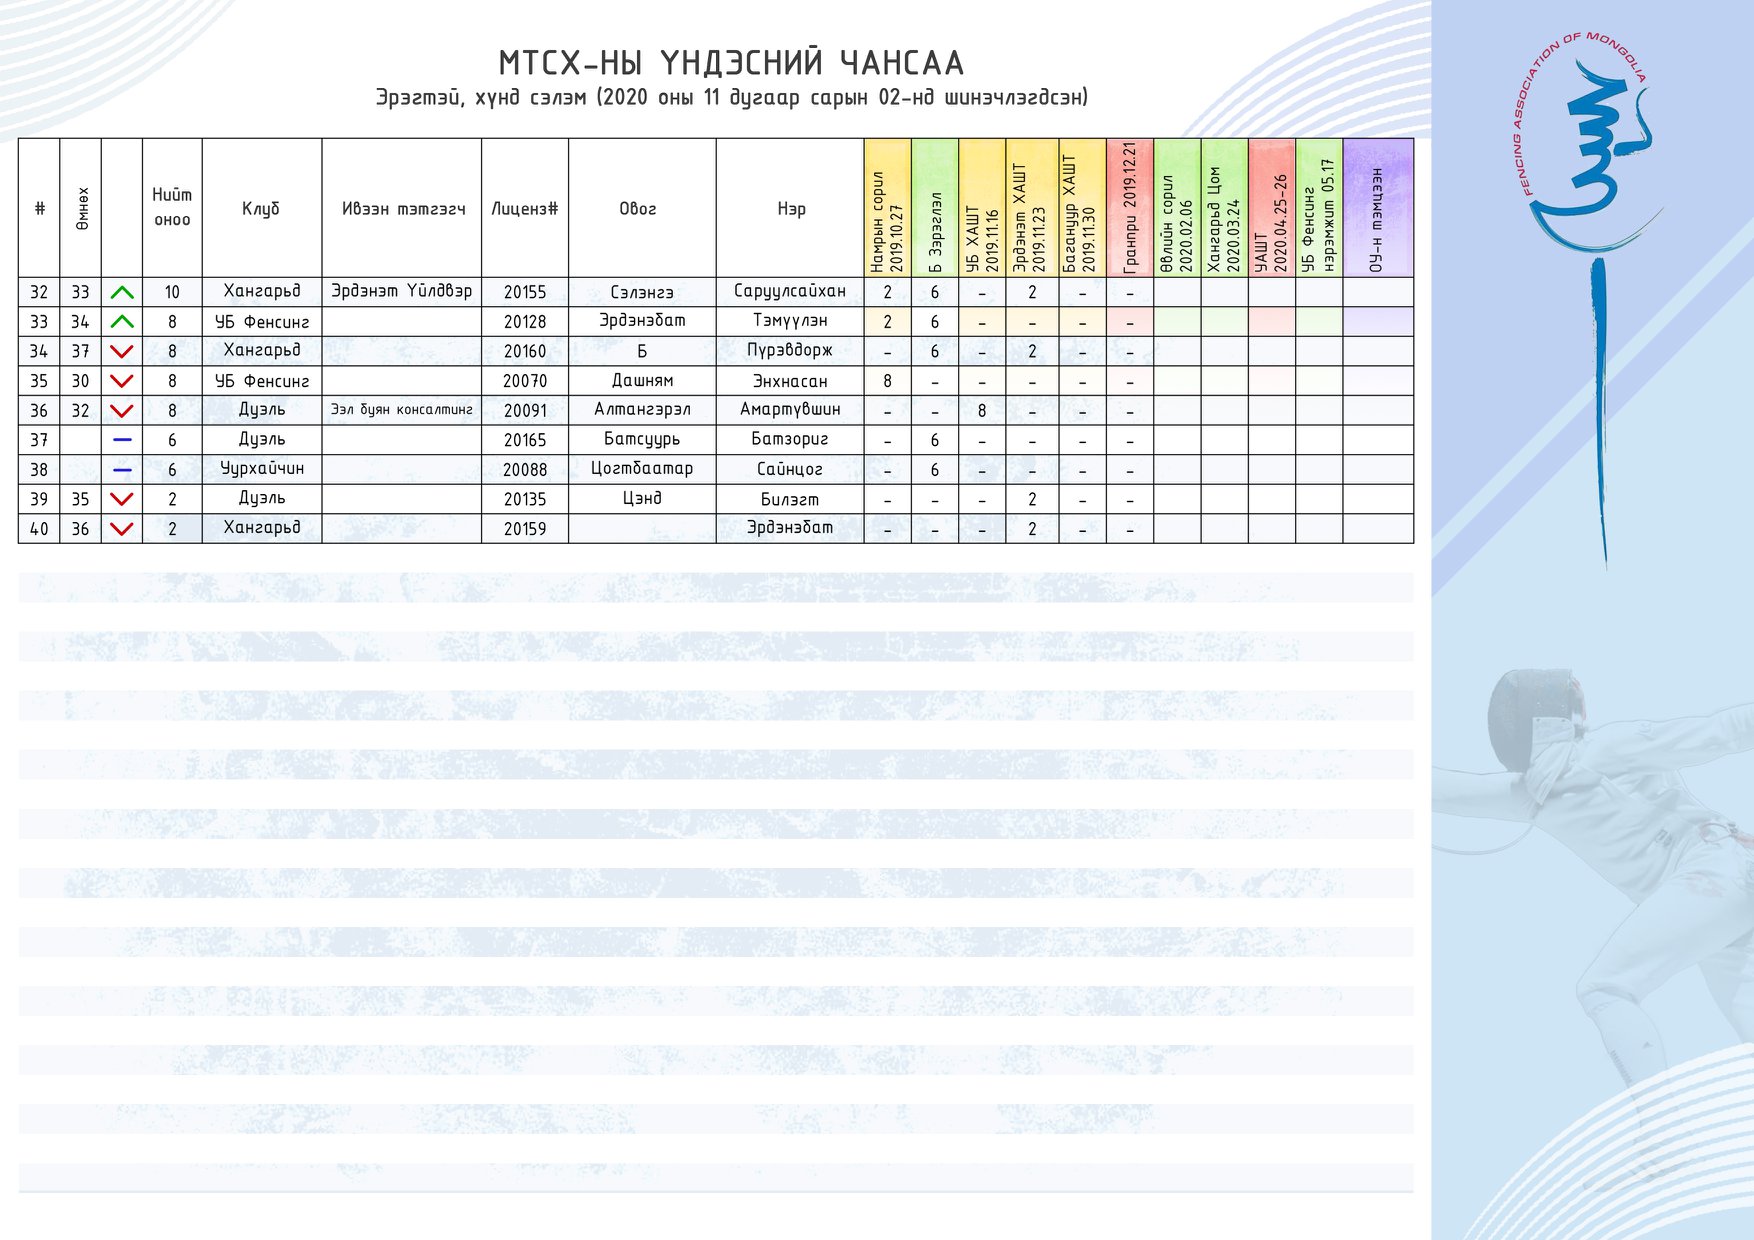 МТСХ-НЫ ҮНДЭСНИЙ ЧАНСАА
Эрэгтэй, хүнд сэлэм (2020 оны 11 дугаар сарын 02-нд шинэчлэгдсэн)
FENCING ASSOCIATION OF MONGOLIA
# Өмнөх Нийт оноо Клуб Ивээн тэтгэгч Лиценз# Овог Нэр Намрын сорил 2019.10.27 Б Зэрэглэл УБ ХАШТ 2019.11.16 Эрдэнэт ХАШТ 2019.11.23 Багануур ХАШТ 2019.11.30 Гранпри 2019.12.21 Өвлийн сорил 2020.02.06 Хангарьд Цом 2020.03.24 УАШТ 2020.04.25-26 УБ Фенсинг нэрэмжит 05.17 ОУ-н тэмцээн
32 33 10 Хангарьд Эрдэнэт Үйлдвэр 20155 Сэлэнгэ Саруулсайхан 2 6 - 2 - -
33 34 8 УБ Фенсинг 20128 Эрдэнэбат Тэмүүлэн 2 6 - - - -
34 37 8 Хангарьд 20160 Б Пүрэвдорж - 6 - 2 - -
35 30 8 УБ Фенсинг 20070 Дашням Энхнасан 8 - - - - -
36 32 8 Дуэль Ээл буян консалтинг 20091 Алтангэрэл Амартүвшин - - 8 - - -
37 – 6 Дуэль 20165 Батсуурь Батзориг - 6 - - - -
38 – 6 Уурхайчин 20088 Цогтбаатар Сайнцог - 6 - - - -
39 35 2 Дуэль 20135 Цэнд Билэгт - - - 2 - -
40 36 2 Хангарьд 20159 Эрдэнэбат - - - 2 - -